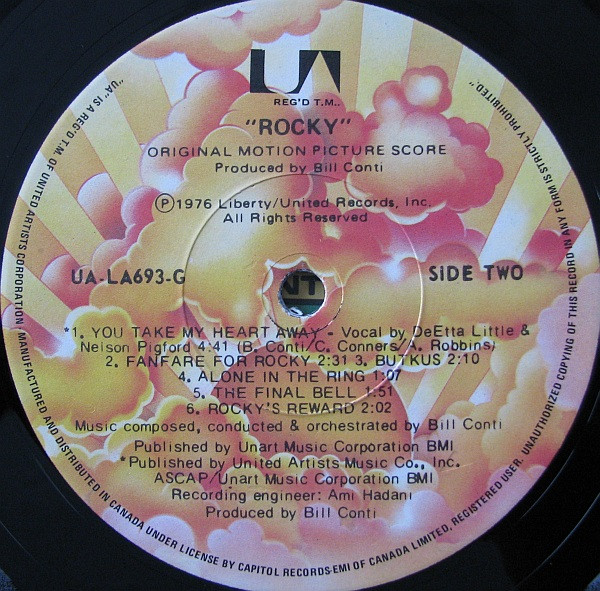 UA
REG'D T.M..
"ROCKY"
ORIGINAL MOTION PICTURE SCORE
Produced by Bill Conti
Ⓟ1976 Liberty/United Records, Inc.
All Rights Reserved
UA-LA693-G
SIDE TWO
*1. YOU TAKE MY HEART AWAY - Vocal by DeEtta Little &
Nelson Pigford 4:41 (B. Conti/C. Conners/A. Robbins)
2. FANFARE FOR ROCKY 2:31 3. BUTKUS 2:10
4. ALONE IN THE RING 1:07
5. THE FINAL BELL 1:51
6. ROCKY'S REWARD 2:02
Music composed, conducted & orchestrated by Bill Conti
Published by Unart Music Corporation BMI
*Published by United Artists Music Co., Inc.
ASCAP/Unart Music Corporation BMI
Recording engineer: Ami Hadani
Produced by Bill Conti
"UA" IS A REG'D T.M. OF UNITED ARTISTS CORPORATION. MANUFACTURED AND DISTRIBUTED IN CANADA UNDER LICENSE BY CAPITOL RECORDS-EMI OF CANADA LIMITED, REGISTERED USER. UNAUTHORIZED COPYING OF THIS RECORD IN ANY FORM IS STRICTLY PROHIBITED."
NT